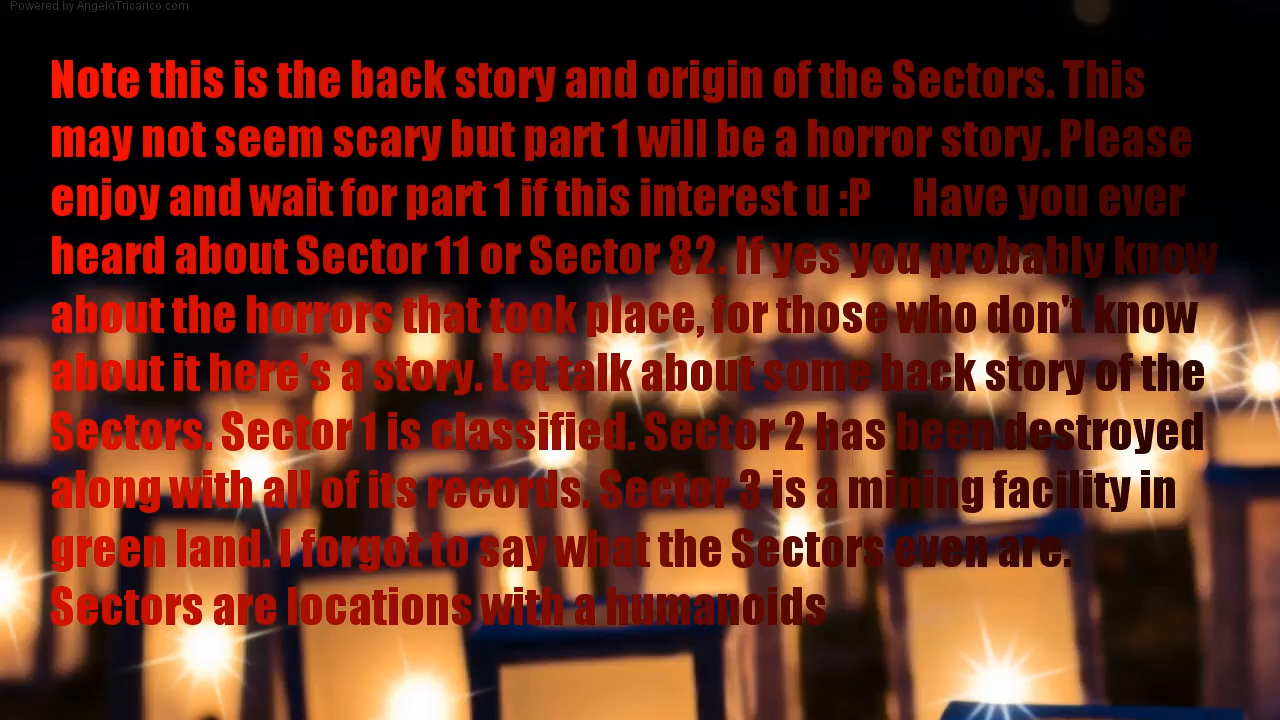 Powered by AngeloTricarico.com
Note this is the back story and origin of the Sectors. This
may not seem scary but part 1 will be a horror story. Please
enjoy and wait for part 1 if this interest u :P    Have you ever
heard about Sector 11 or Sector 82. If yes you probably know
about the horrors that took place, for those who don't know
about it here's a story. Let talk about some back story of the
Sectors. Sector 1 is classified. Sector 2 has been destroyed
along with all of its records. Sector 3 is a mining facility in
green land. I forgot to say what the Sectors even are.
Sectors are locations with a humanoids